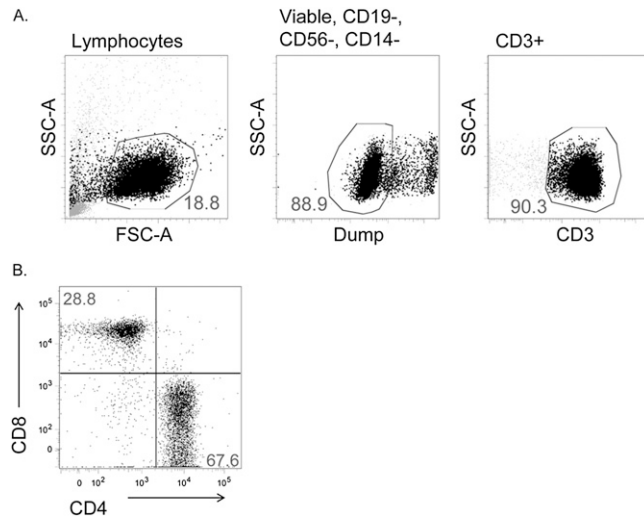 A.
Lymphocytes
Viable, CD19-,
CD56-, CD14-
CD3+
SSC-A
18.8
FSC-A
SSC-A
88.9
Dump
SSC-A
90.3
CD3
B.
28.8
10⁵
10⁴
10³
10²
0
CD8
67.6
0 10² 10³ 10⁴ 10⁵
CD4